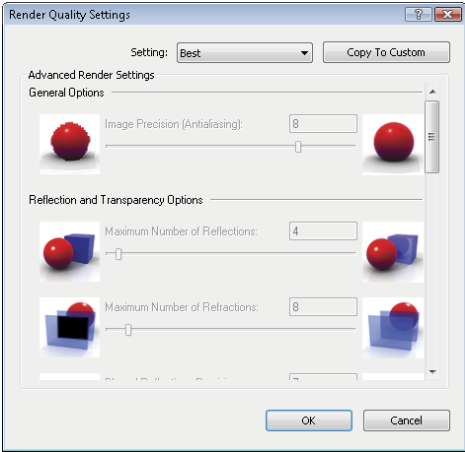 Render Quality Settings
Setting: Best Copy To Custom
Advanced Render Settings
General Options
Image Precision (Antialiasing): 8
Reflection and Transparency Options
Maximum Number of Reflections: 4
Maximum Number of Refractions: 8
OK Cancel